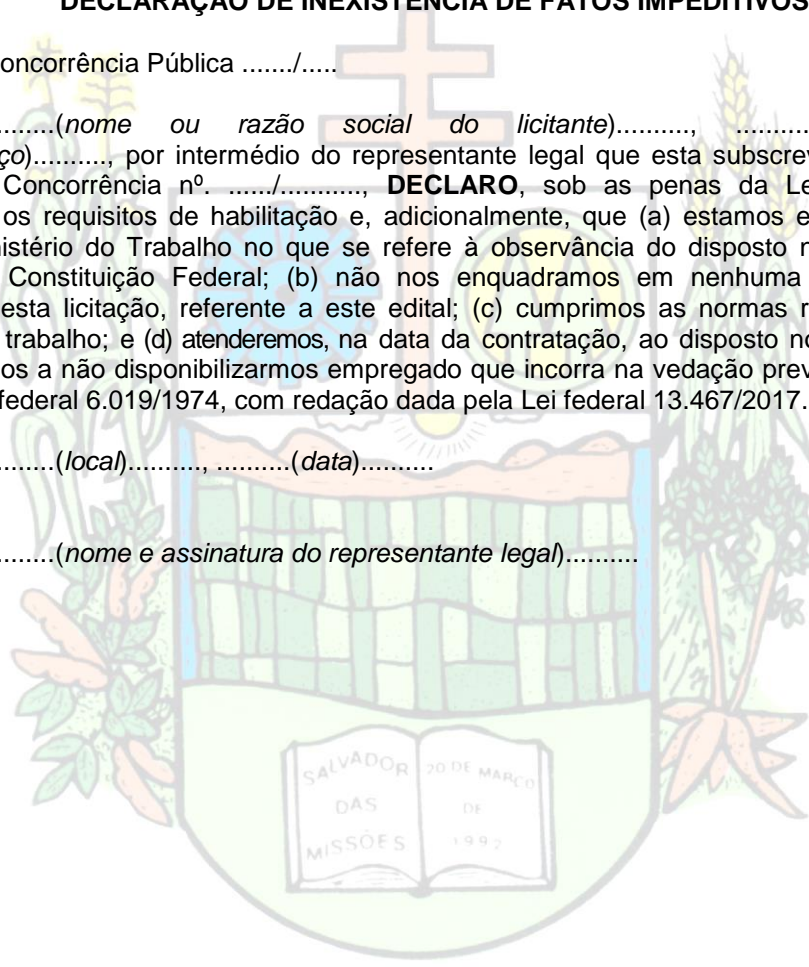 DECLARAÇÃO DE INEXISTÊNCIA DE FATOS IMPEDITIVOS
oncorrência Pública ......./.....
........(nome ou razão social do licitante).........., ..........
ço).........., por intermédio do representante legal que esta subscrev
Concorrência nº. ....../..........., DECLARO, sob as penas da Le
os requisitos de habilitação e, adicionalmente, que (a) estamos e
nistério do Trabalho no que se refere à observância do disposto n
Constituição Federal; (b) não nos enquadramos em nenhuma
esta licitação, referente a este edital; (c) cumprimos as normas r
trabalho; e (d) atenderemos, na data da contratação, ao disposto no
os a não disponibilizarmos empregado que incorra na vedação prev
federal 6.019/1974, com redação dada pela Lei federal 13.467/2017.
........(local).........., ..........(data)..........
........(nome e assinatura do representante legal)..........
SALVADOR
DAS
MISSÕES
20 DE MARÇO
DE
1992